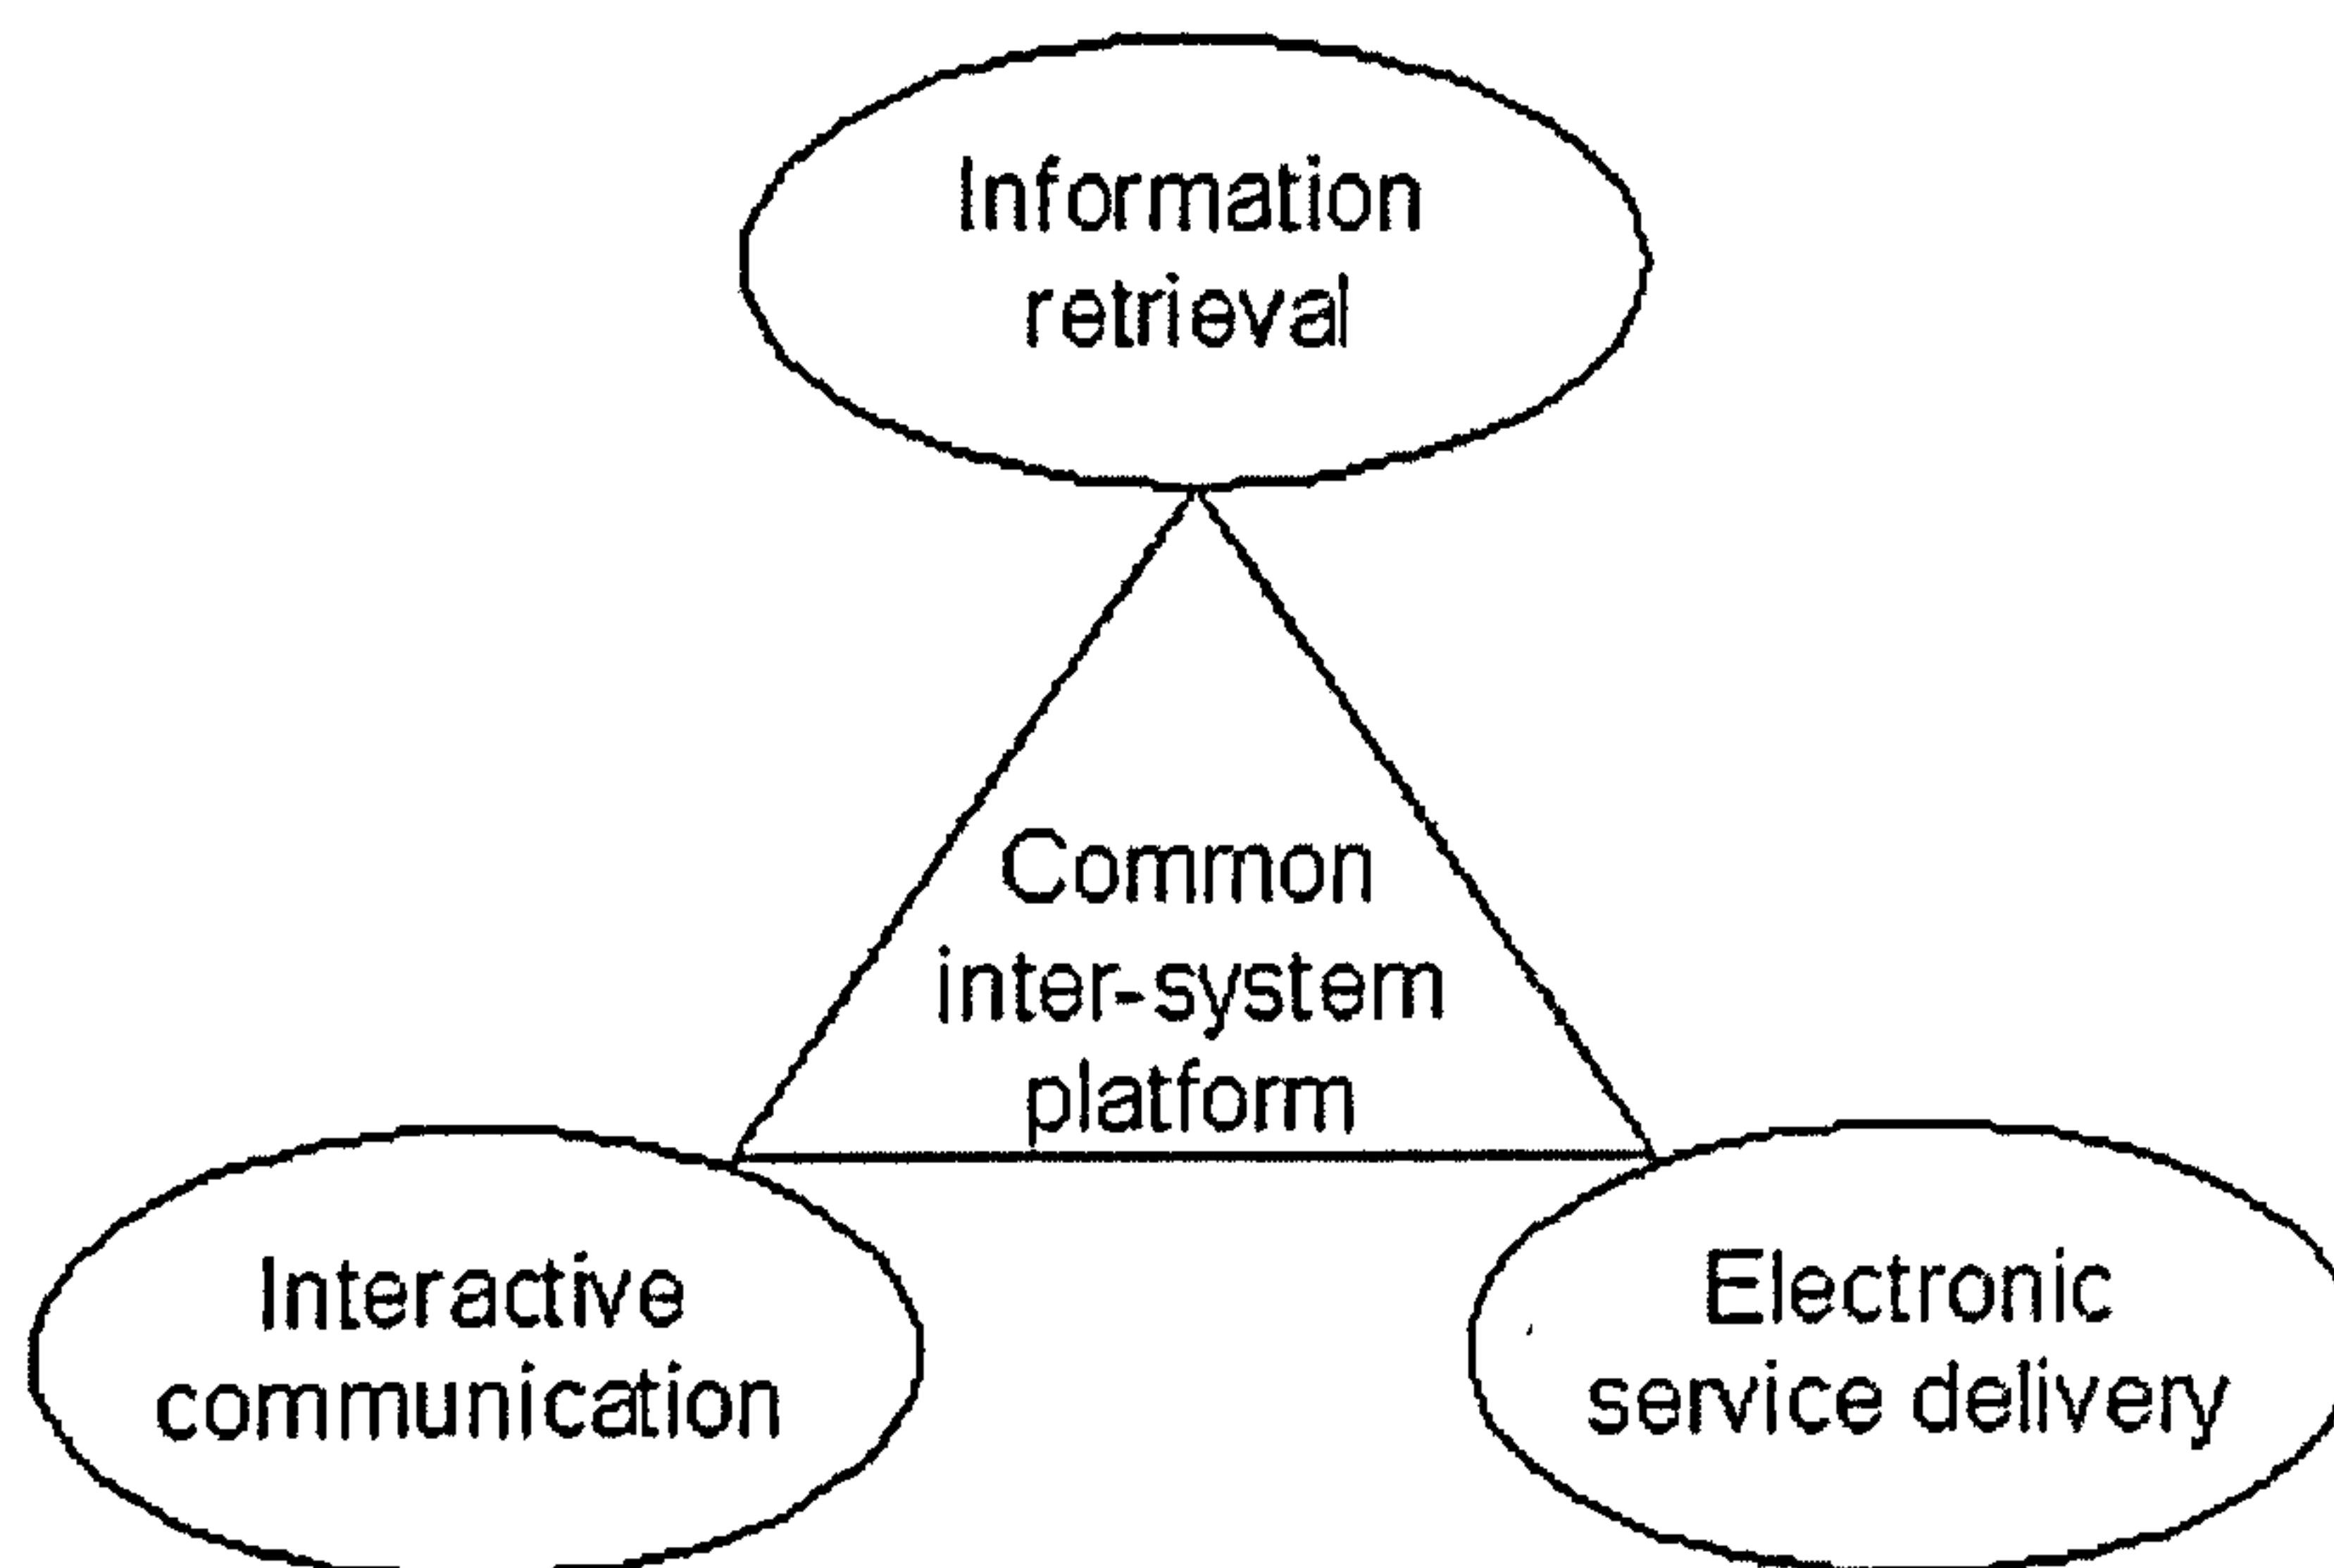 Information
retrieval
Common
inter-system
platform
Interactive
communication
Electronic
service delivery